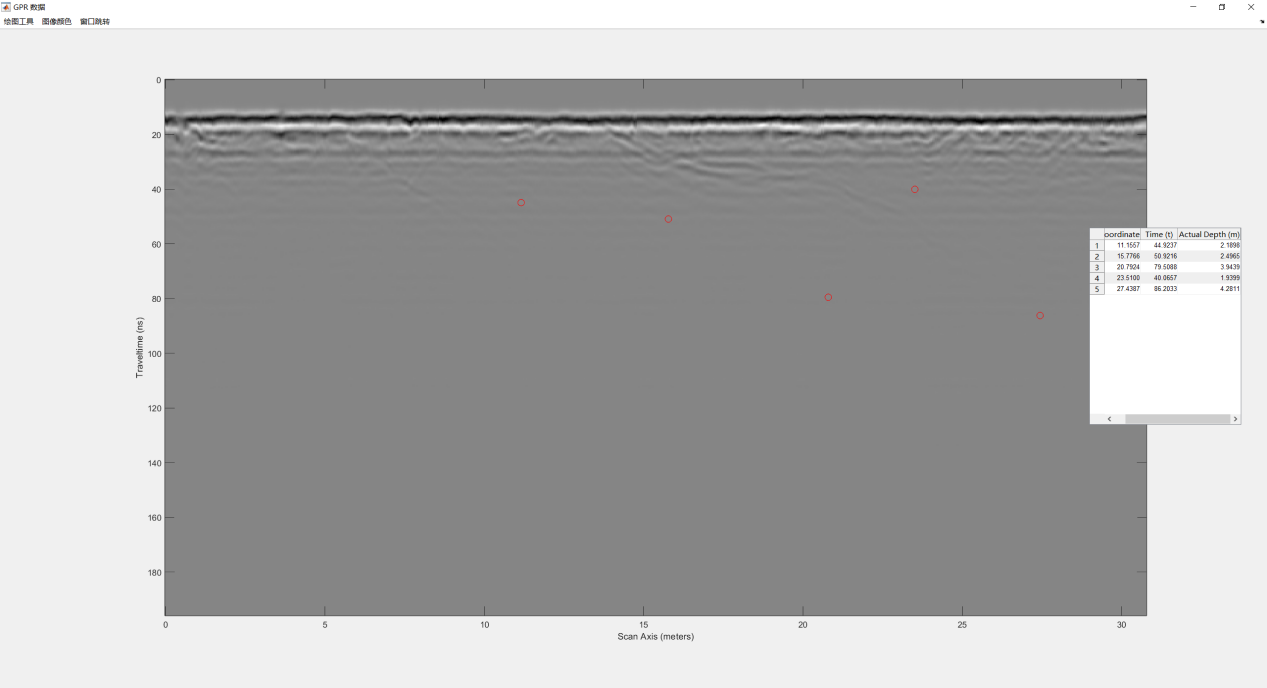 GPR 数据
绘图工具 图像颜色 窗口跳转
0
20
40
60
80
100
120
140
160
180
Traveltime (ns)
0 5 10 15 20 25 30
Scan Axis (meters)
oordinate Time (t) Actual Depth (m)
1 11.1557 44.9237 2.1898
2 15.7766 50.9216 2.4965
3 20.7924 79.5088 3.9439
4 23.5100 40.0657 1.9399
5 27.4387 86.2033 4.2811